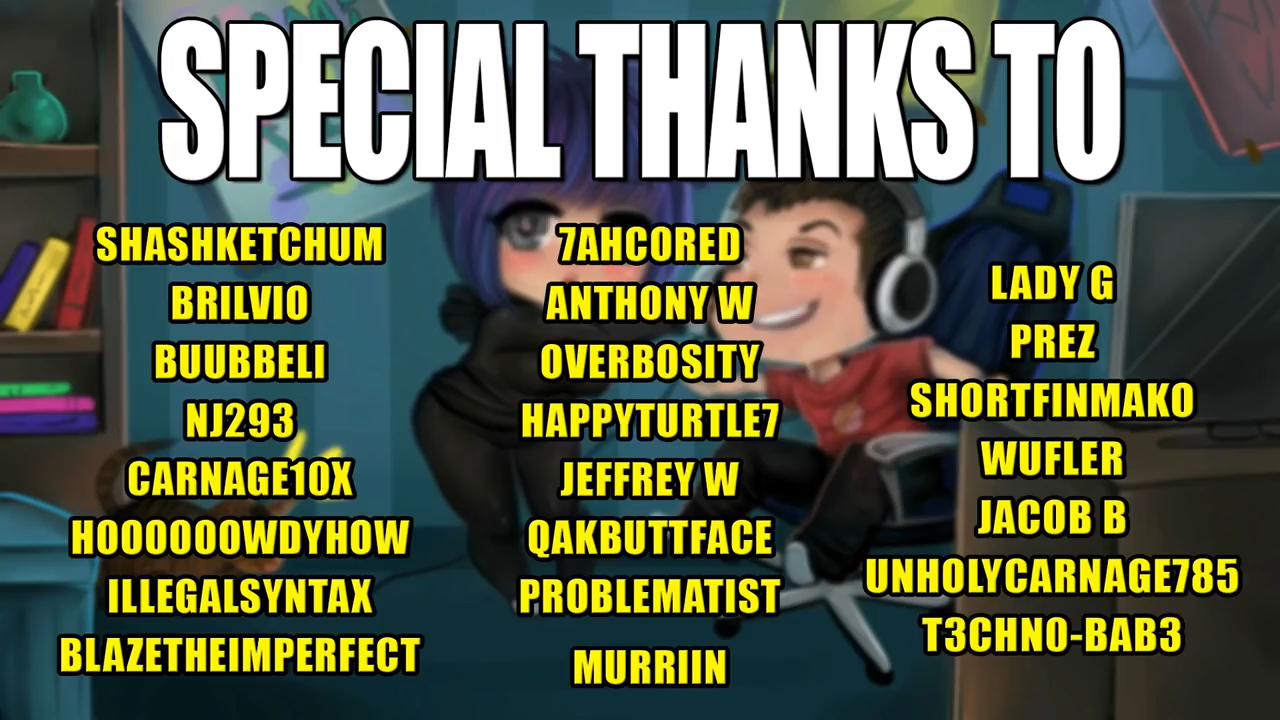 SPECIAL THANKS TO
SHASHKETCHUM
BRILVIO
BUUBBELI
NJ293
CARNAGE10X
HOOOOOOWDYHOW
ILLEGALSYNTAX
BLAZETHEIMPERFECT
7AHCORED
ANTHONY W
OVERBOSITY
HAPPYTURTLE7
JEFFREY W
QAKBUTTFACE
PROBLEMATIST
MURRIIN
LADY G
PREZ
SHORTFINMAKO
WUFLER
JACOB B
UNHOLYCARNAGE785
T3CHNO-BAB3